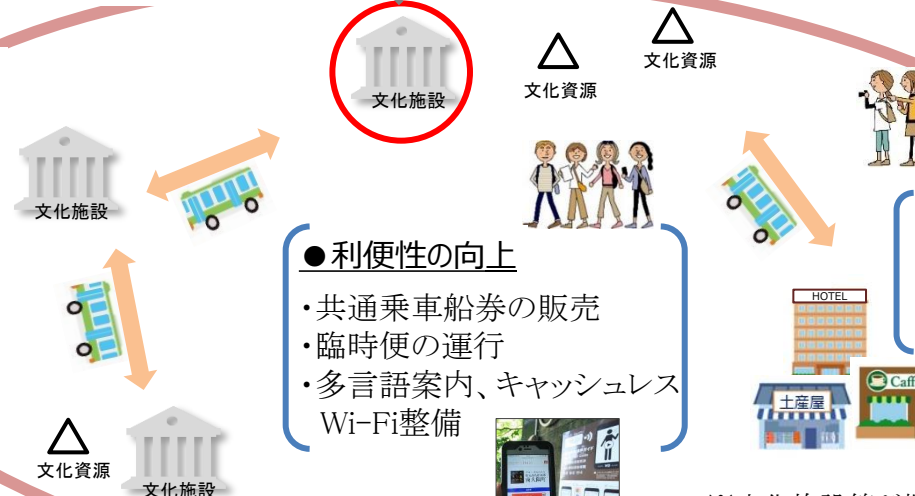 文化施設
文化資源
文化資源
文化施設
●利便性の向上
・共通乗車船券の販売
・臨時便の運行
・多言語案内、キャッシュレス
Wi-Fi整備
HOTEL
Caff
土産屋
文化資源
文化施設